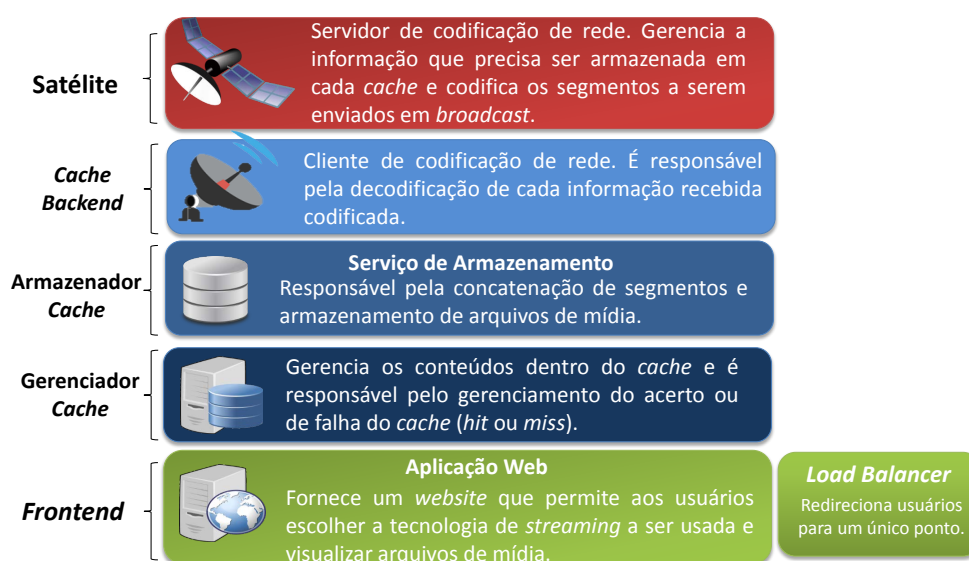 Satélite
Servidor de codificação de rede. Gerencia a
informação que precisa ser armazenada em
cada cache e codifica os segmentos a serem
enviados em broadcast.
Cache
Backend
Cliente de codificação de rede. É responsável
pela decodificação de cada informação recebida
codificada.
Armazenador
Cache
Serviço de Armazenamento
Responsável pela concatenação de segmentos e
armazenamento de arquivos de mídia.
Gerenciador
Cache
Gerencia os conteúdos dentro do cache e é
responsável pelo gerenciamento do acerto ou
de falha do cache (hit ou miss).
Frontend
Aplicação Web
Fornece um website que permite aos usuários
escolher a tecnologia de streaming a ser usada e
visualizar arquivos de mídia.
Load Balancer
Redireciona usuários
para um único ponto.